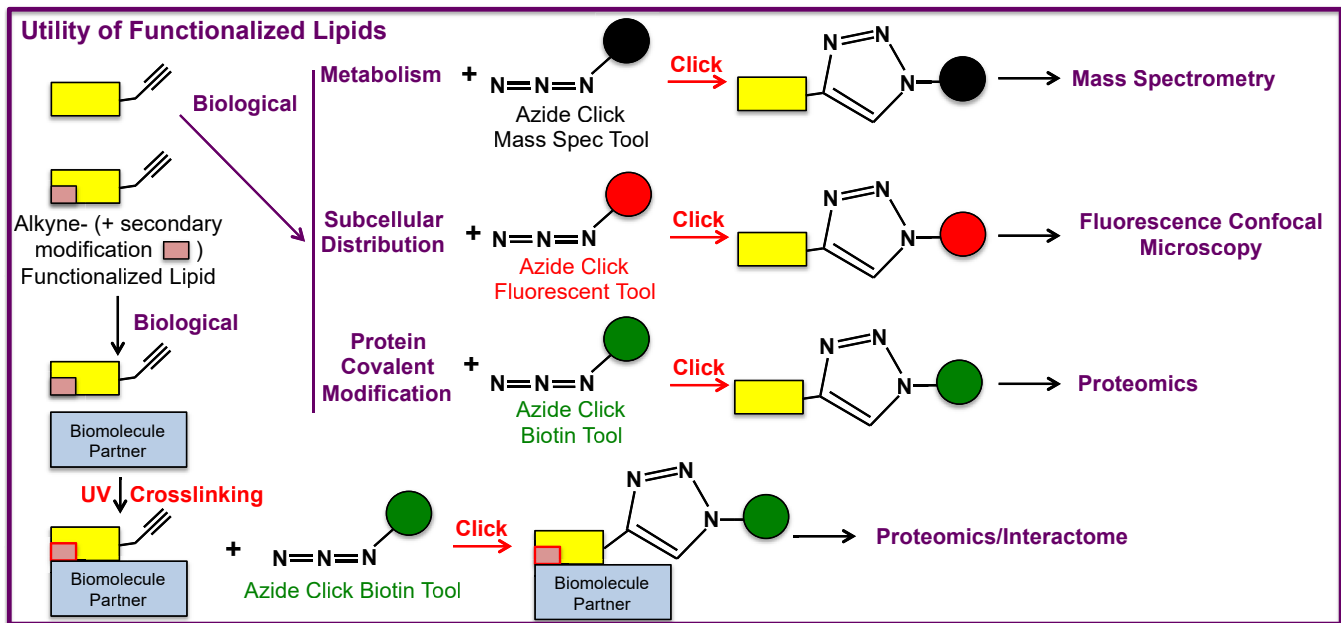 Utility of Functionalized Lipids
Biological
Alkyne- (+ secondary
modification )
Functionalized Lipid
Biological
Biomolecule
Partner
UV Crosslinking
Metabolism
+
N=N=N
Azide Click
Mass Spec Tool
Click
N
N
N
Mass Spectrometry
Subcellular
Distribution
+
N=N=N
Azide Click
Fluorescent Tool
Click
N
N
N
Fluorescence Confocal
Microscopy
Protein
Covalent
Modification
+
N=N=N
Azide Click
Biotin Tool
Click
N
N
N
Proteomics
Biomolecule
Partner
+
N=N=N
Azide Click Biotin Tool
Click
N
N
N
Biomolecule
Partner
Proteomics/Interactome